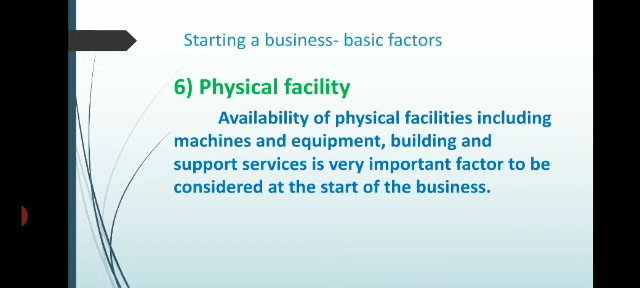 Starting a business- basic factors
6) Physical facility
Availability of physical facilities including
machines and equipment, building and
support services is very important factor to be
considered at the start of the business.